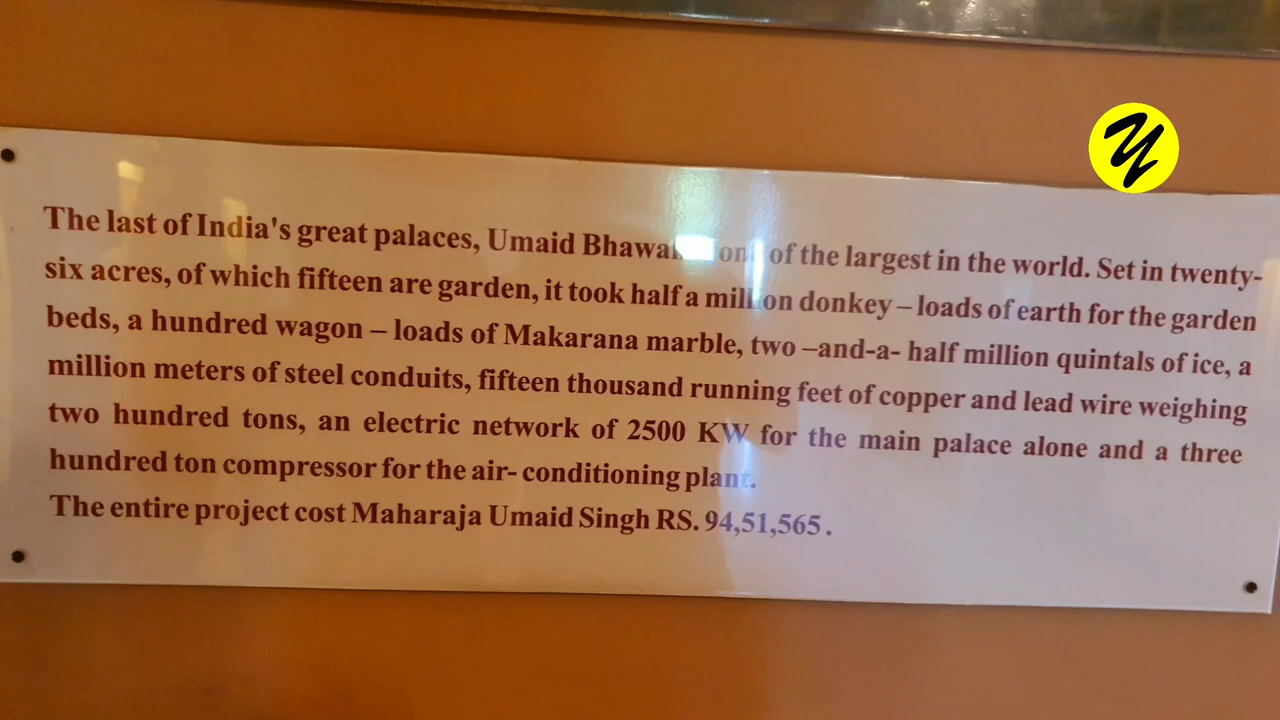 The last of India's great palaces, Umaid Bhawan of the largest in the world. Set in twenty-
six acres, of which fifteen are garden, it took half a million donkey – loads of earth for the garden
beds, a hundred wagon – loads of Makarana marble, two –and-a- half million quintals of ice, a
million meters of steel conduits, fifteen thousand running feet of copper and lead wire weighing
two hundred tons, an electric network of 2500 KW for the main palace alone and a three
hundred ton compressor for the air- conditioning plant.
The entire project cost Maharaja Umaid Singh RS. 94,51,565.
y